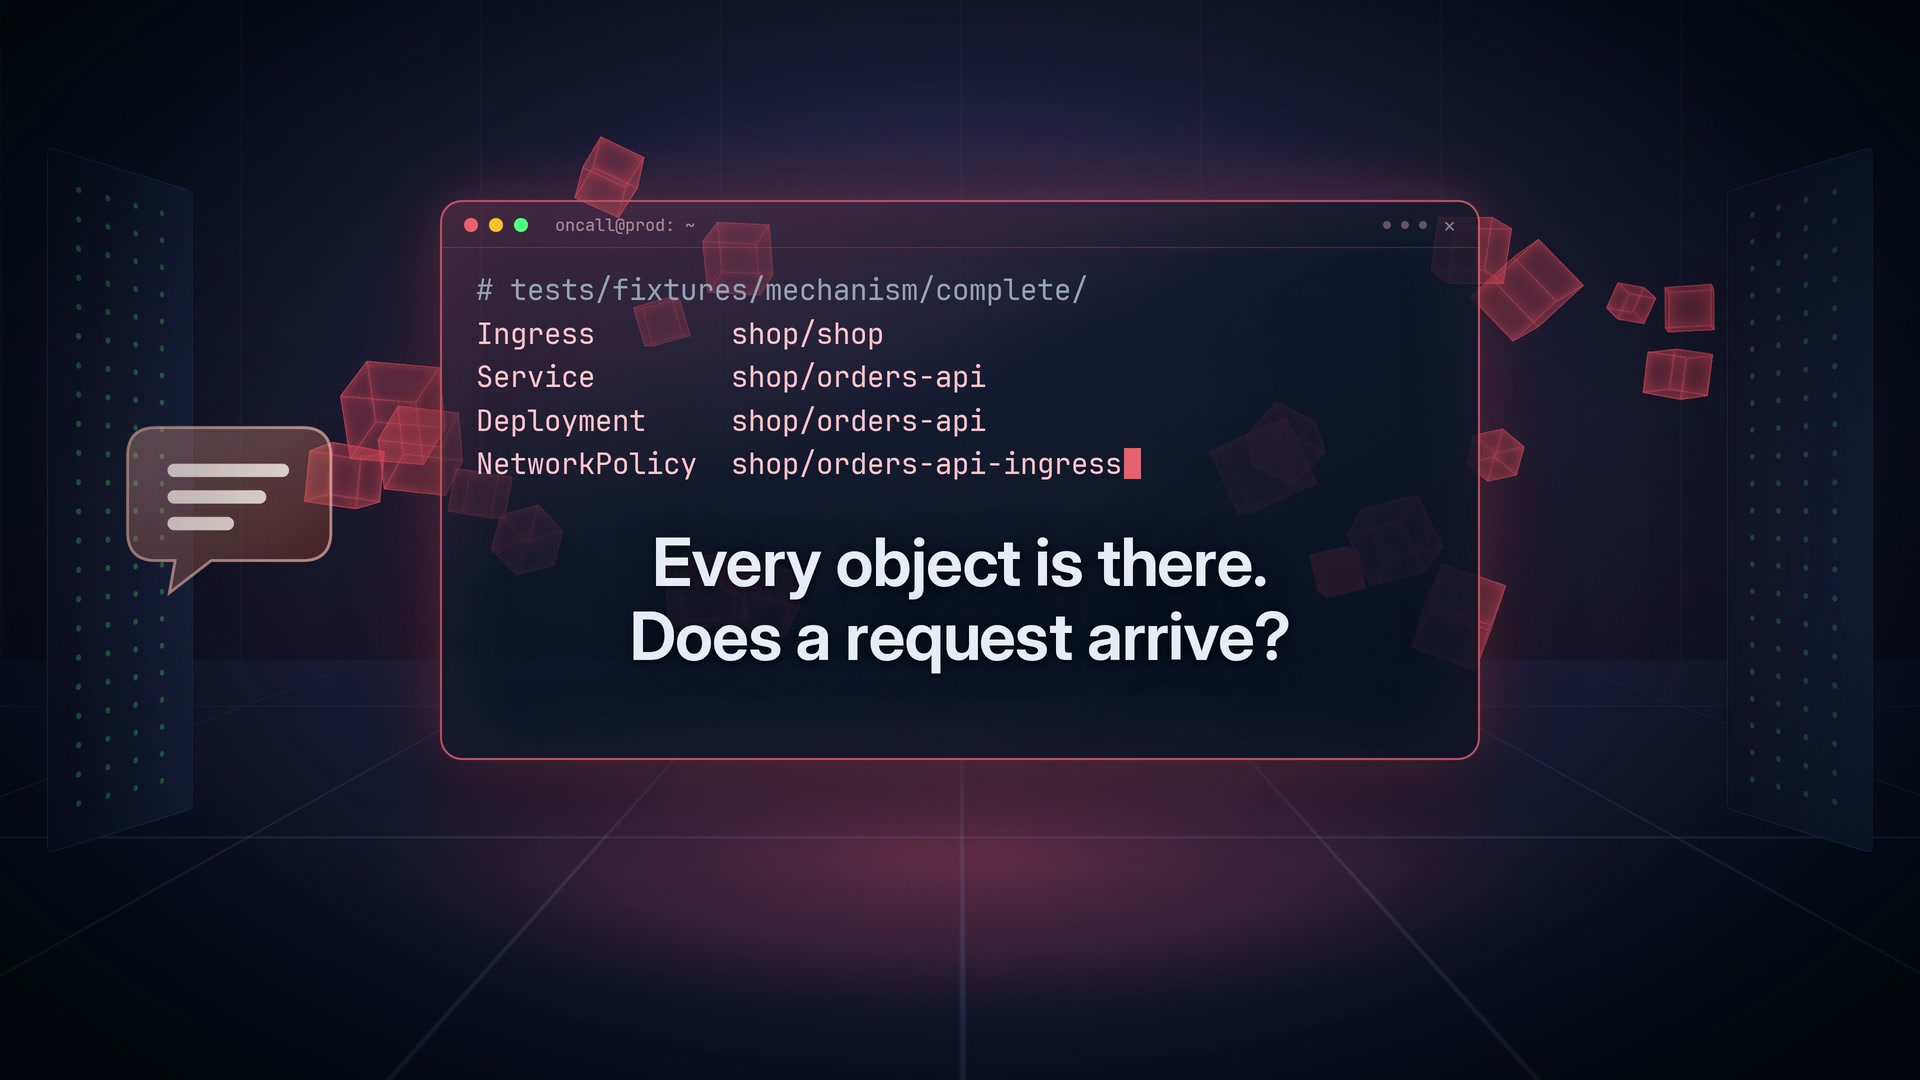 oncall@prod: ~
# tests/fixtures/mechanism/complete/
Ingress shop/shop
Service shop/orders-api
Deployment shop/orders-api
NetworkPolicy shop/orders-api-ingress
Every object is there.
Does a request arrive?